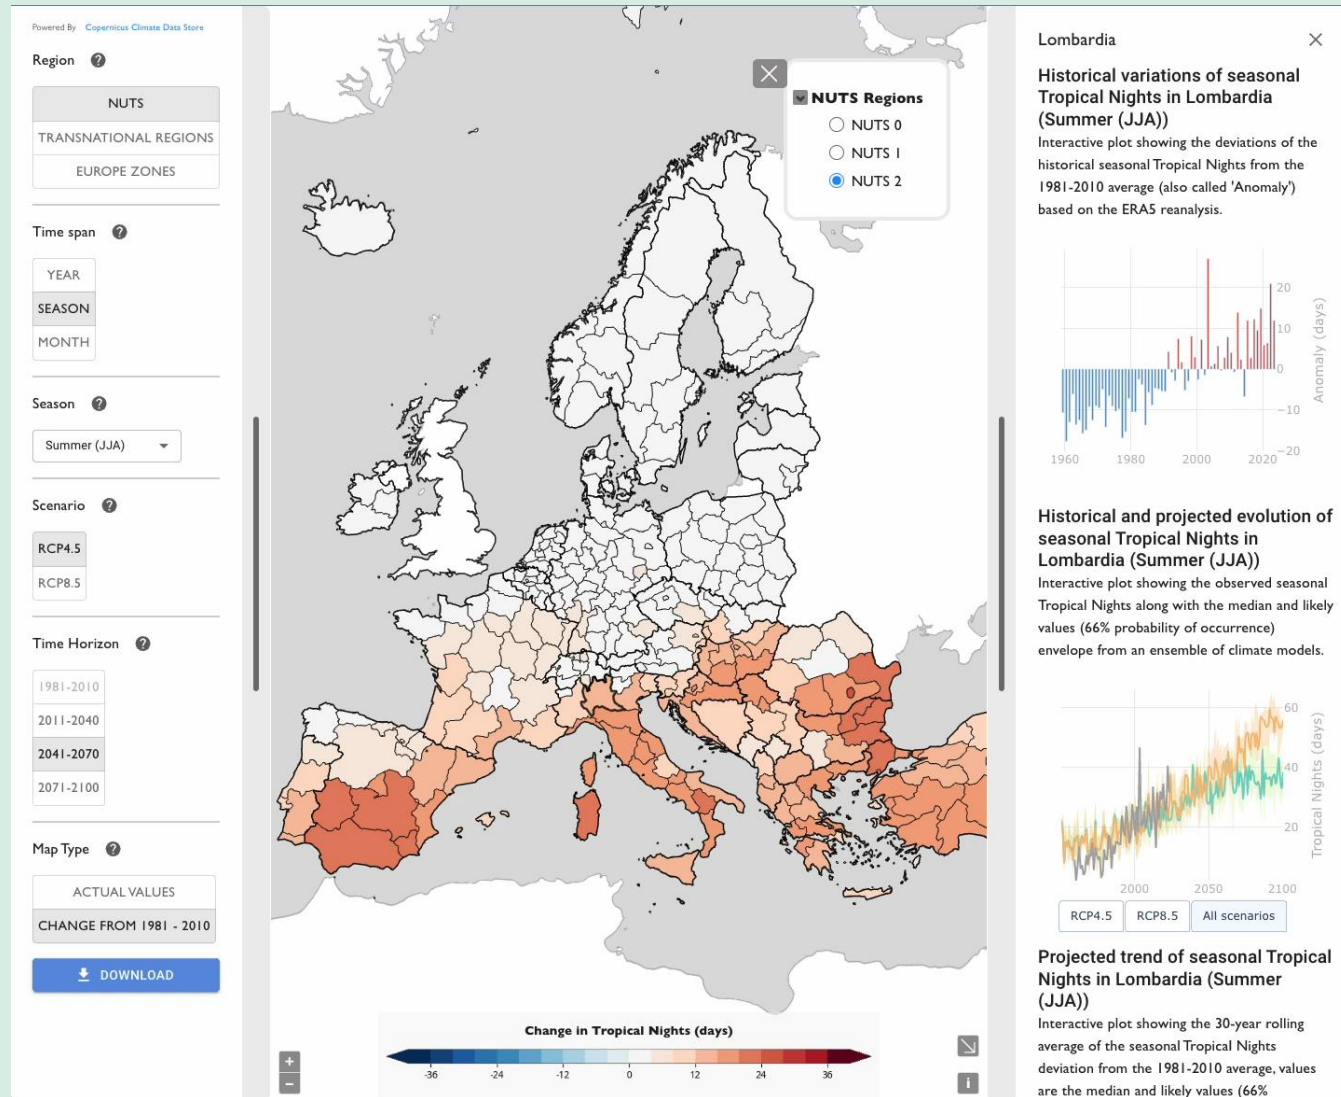 Powered By Copernicus Climate Data Store
Region
NUTS
TRANSNATIONAL REGIONS
EUROPE ZONES
Time span
YEAR
SEASON
MONTH
Season
Summer (JJA)
Scenario
RCP4.5
RCP8.5
Time Horizon
1981-2010
2011-2040
2041-2070
2071-2100
Map Type
ACTUAL VALUES
CHANGE FROM 1981 - 2010
DOWNLOAD
NUTS Regions
NUTS 0
NUTS 1
NUTS 2
Change in Tropical Nights (days)
-36 -24 -12 0 12 24 36
+
−
i
Lombardia
Historical variations of seasonal
Tropical Nights in Lombardia
(Summer (JJA))
Interactive plot showing the deviations of the
historical seasonal Tropical Nights from the
1981-2010 average (also called 'Anomaly')
based on the ERA5 reanalysis.
20
10
0
−10
−20
Anomaly (days)
1960 1980 2000 2020
Historical and projected evolution of
seasonal Tropical Nights in
Lombardia (Summer (JJA))
Interactive plot showing the observed seasonal
Tropical Nights along with the median and likely
values (66% probability of occurrence)
envelope from an ensemble of climate models.
60
40
20
Tropical Nights (days)
2000 2050 2100
RCP4.5 RCP8.5 All scenarios
Projected trend of seasonal Tropical
Nights in Lombardia (Summer
(JJA))
Interactive plot showing the 30-year rolling
average of the seasonal Tropical Nights
deviation from the 1981-2010 average, values
are the median and likely values (66%